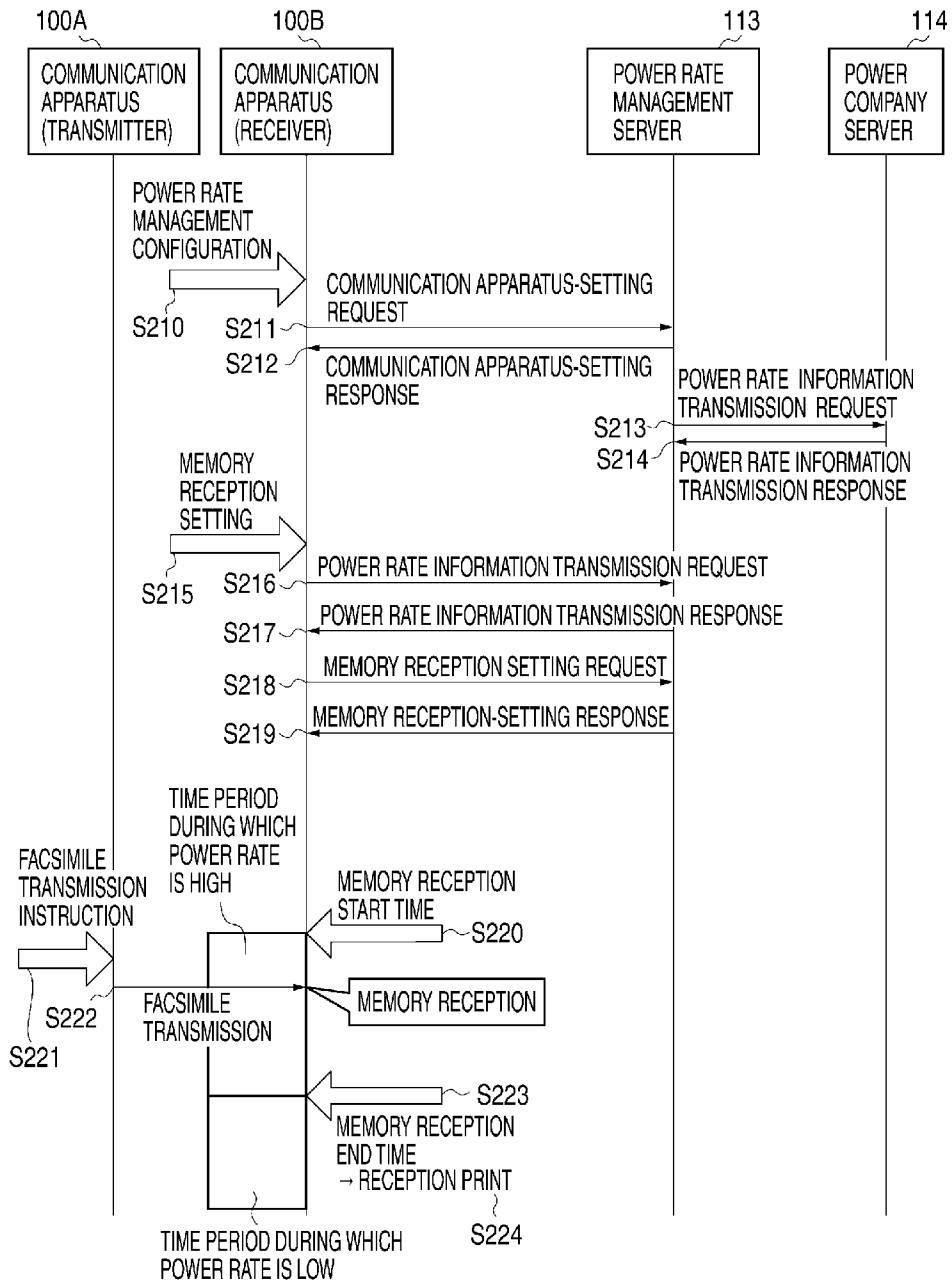 100A
100B
113
114
COMMUNICATION
APPARATUS
(TRANSMITTER)
COMMUNICATION
APPARATUS
(RECEIVER)
POWER RATE
MANAGEMENT
SERVER
POWER
COMPANY
SERVER
POWER RATE
MANAGEMENT
CONFIGURATION
S210
COMMUNICATION APPARATUS-SETTING
REQUEST
S211
S212
COMMUNICATION APPARATUS-SETTING
RESPONSE
POWER RATE INFORMATION
TRANSMISSION REQUEST
S213
S214
POWER RATE INFORMATION
TRANSMISSION RESPONSE
MEMORY
RECEPTION
SETTING
S215
S216
POWER RATE INFORMATION TRANSMISSION REQUEST
S217
POWER RATE INFORMATION TRANSMISSION RESPONSE
S218
MEMORY RECEPTION SETTING REQUEST
S219
MEMORY RECEPTION-SETTING RESPONSE
TIME PERIOD
DURING WHICH
POWER RATE
IS HIGH
FACSIMILE
TRANSMISSION
INSTRUCTION
MEMORY RECEPTION
START TIME
S220
S221
S222
FACSIMILE
TRANSMISSION
MEMORY RECEPTION
S223
MEMORY RECEPTION
END TIME
→ RECEPTION PRINT
S224
TIME PERIOD DURING WHICH
POWER RATE IS LOW